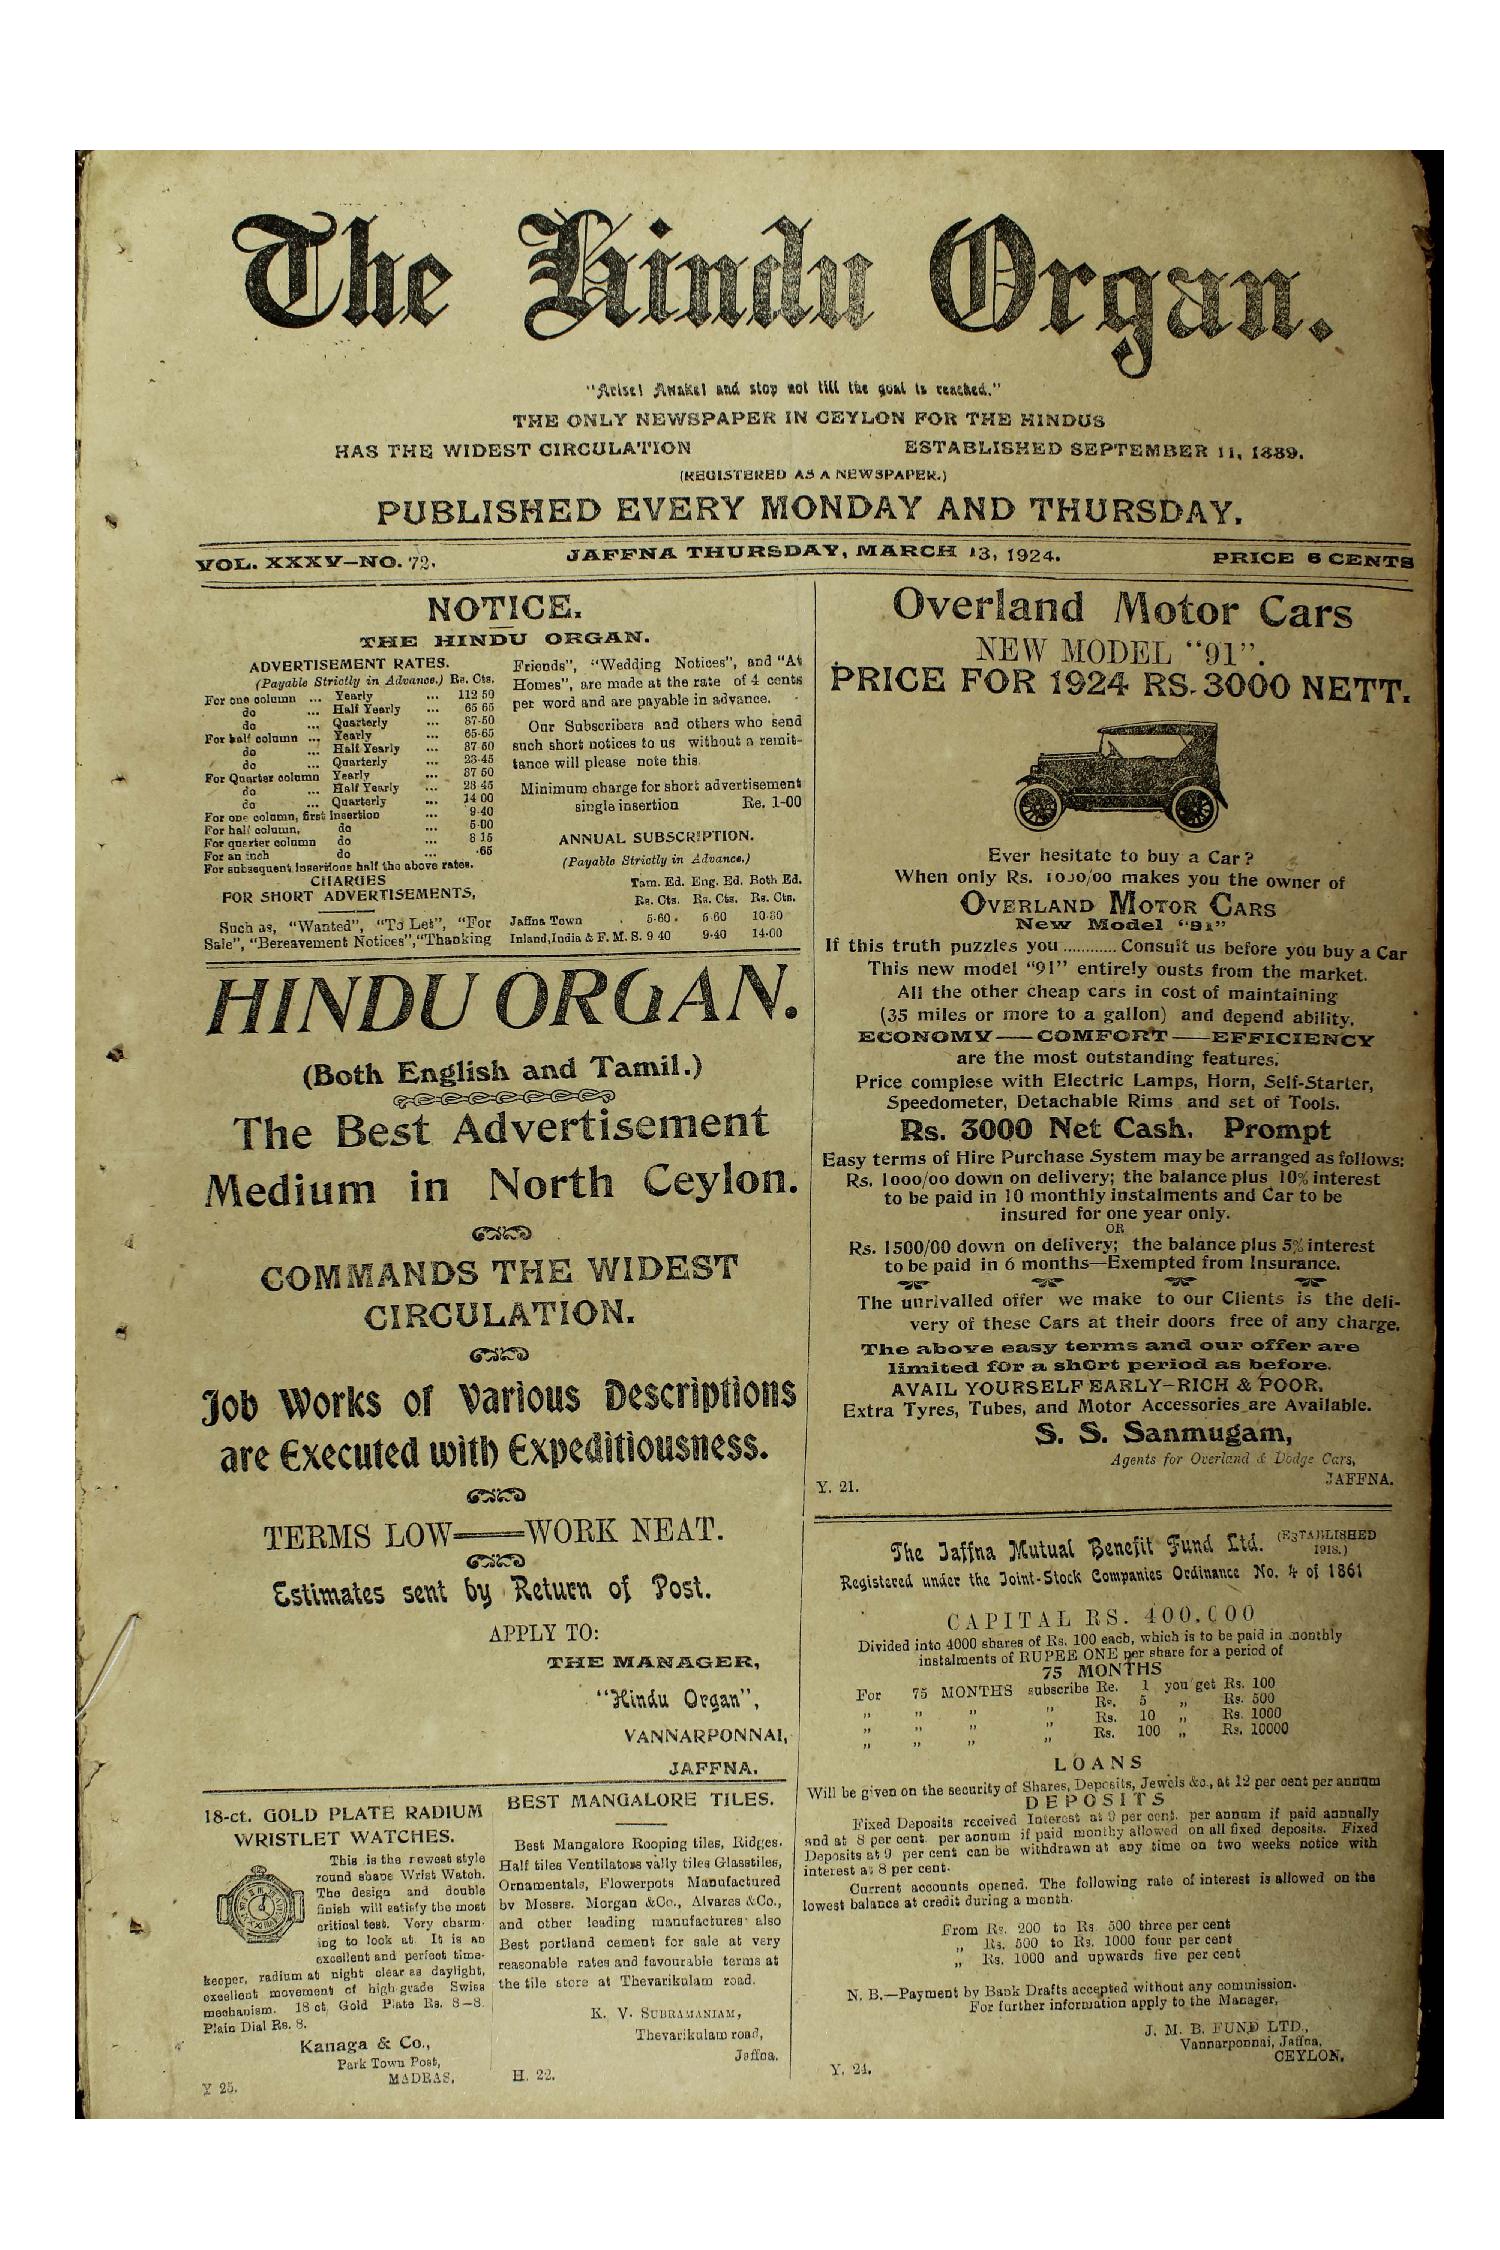 The Hindu Organ.
"Arise! Awake! and stop not till the goal is reached."
THE ONLY NEWSPAPER IN CEYLON FOR THE HINDUS
HAS THE WIDEST CIRCULATION ESTABLISHED SEPTEMBER 11, 1889.
(REGISTERED AS A NEWSPAPER.)
PUBLISHED EVERY MONDAY AND THURSDAY.
VOL. XXXV—NO. 72. JAFFNA THURSDAY, MARCH 13, 1924. PRICE 6 CENTS
NOTICE.
THE HINDU ORGAN.
ADVERTISEMENT RATES.
(Payable Strictly in Advance.) Rs. Cts.
For one column ... Yearly ... 112 50
do ... Half Yearly ... 65 65
do ... Quarterly ... 37-50
For half column ... Yearly ... 65-65
do ... Half Yearly ... 37 50
do ... Quarterly ... 23-45
For Quarter column Yearly ... 37 50
do ... Half Yearly ... 23 45
do ... Quarterly ... 14 00
For one column, first Insertion ... 9-40
For half column, do ... 5-00
For quarter column do ... 3 15
For an inch do ... -65
For subsequent Insertions half the above rates.
CHARGES
FOR SHORT ADVERTISEMENTS,
Such as, "Wanted", "To Let", "For
Sale", "Bereavement Notices", "Thanking
Friends", "Wedding Notices", and "At
Homes", are made at the rate of 4 cents
per word and are payable in advance.
Our Subscribers and others who send
such short notices to us without a remit-
tance will please note this.
Minimum charge for short advertisement
single insertion Re. 1-00
ANNUAL SUBSCRIPTION.
(Payable Strictly in Advance.)
Tam. Ed. Eng. Ed. Both Ed.
Rs. Cts. Rs. Cts. Rs. Cts.
Jaffna Town . 5-60 . 5 60 10-80
Inland, India & F. M. S. 9 40 9-40 14-00
HINDU ORGAN.
(Both English and Tamil.)
The Best Advertisement
Medium in North Ceylon.
COMMANDS THE WIDEST
CIRCULATION.
Job Works of Various Descriptions
are Executed with Expeditiousness.
TERMS LOW——WORK NEAT.
Estimates sent by Return of Post.
APPLY TO:
THE MANAGER,
"Hindu Organ",
VANNARPONNAI,
JAFFNA.
18-ct. GOLD PLATE RADIUM
WRISTLET WATCHES.
This is the newest style
round shape Wrist Watch.
The design and double
finish will satisfy the most
critical test. Very charm-
ing to look at. It is an
excellent and perfect time-
keeper, radium at night clear as daylight,
excellent movement of high-grade Swiss
mechanism. 18 ct. Gold Plate Rs. 8-8.
Plain Dial Rs. 8.
Kanaga & Co.,
Park Town Post,
MADRAS.
Y 25.
BEST MANGALORE TILES.
Best Mangalore Rooping tiles, Ridges.
Half tiles Ventilators vally tiles Glasstiles,
Ornamentals, Flowerpots Manufactured
by Messrs. Morgan &Co., Alvares &Co.,
and other leading manufactures also
Best portland cement for sale at very
reasonable rates and favourable terms at
the tile store at Thevarikulam road.
K. V. SUBRAMANIAM,
Thevarikulam road,
Jaffna.
H. 22.
Overland Motor Cars
NEW MODEL "91".
PRICE FOR 1924 RS. 3000 NETT.
Ever hesitate to buy a Car?
When only Rs. 1000/00 makes you the owner of
OVERLAND MOTOR CARS
New Model "91"
If this truth puzzles you ............ Consult us before you buy a Car
This new model "91" entirely ousts from the market.
All the other cheap cars in cost of maintaining
(35 miles or more to a gallon) and depend ability.
ECONOMY——COMFORT——EFFICIENCY
are the most outstanding features.
Price complese with Electric Lamps, Horn, Self-Starter,
Speedometer, Detachable Rims and set of Tools.
Rs. 3000 Net Cash. Prompt
Easy terms of Hire Purchase System may be arranged as follows:
Rs. 1000/00 down on delivery; the balance plus 10% interest
to be paid in 10 monthly instalments and Car to be
insured for one year only.
OR
Rs. 1500/00 down on delivery; the balance plus 5% interest
to be paid in 6 months—Exempted from Insurance.
The unrivalled offer we make to our Clients is the deli-
very of these Cars at their doors free of any charge.
The above easy terms and our offer are
limited for a short period as before.
AVAIL YOURSELF EARLY—RICH & POOR.
Extra Tyres, Tubes, and Motor Accessories are Available.
S. S. Sanmugam,
Agents for Overland & Dodge Cars,
JAFFNA.
Y. 21.
The Jaffna Mutual Benefit Fund Ltd. (ESTABLISHED
1918.)
Registered under the Joint-Stock Companies Ordinance No. 4 of 1861
CAPITAL RS. 400,000
Divided into 4000 shares of Rs. 100 each, which is to be paid in monthly
instalments of RUPEE ONE per share for a period of
75 MONTHS
For 75 MONTHS subscribe Re. 1 you get Rs. 100
" " " " Rs. 5 " Rs. 500
" " " " Rs. 10 " Rs. 1000
" " " " Rs. 100 " Rs. 10000
LOANS
Will be given on the security of Shares, Deposits, Jewels &c., at 12 per cent per annum
DEPOSITS
Fixed Deposits received Interest at 9 per cent. per annum if paid annually
and at 8 per cent. per annum if paid monthy allowed on all fixed deposits. Fixed
Deposits at 9 per cent can be withdrawn at any time on two weeks notice with
interest at 8 per cent.
Current accounts opened. The following rate of interest is allowed on the
lowest balance at credit during a month.
From Rs. 200 to Rs. 500 three per cent
" Rs. 500 to Rs. 1000 four per cent
" Rs. 1000 and upwards five per cent
N. B.—Payment by Bank Drafts accepted without any commission.
For further information apply to the Manager,
J. M. B. FUND LTD.,
Vannarponnai, Jaffna,
CEYLON.
Y. 24.